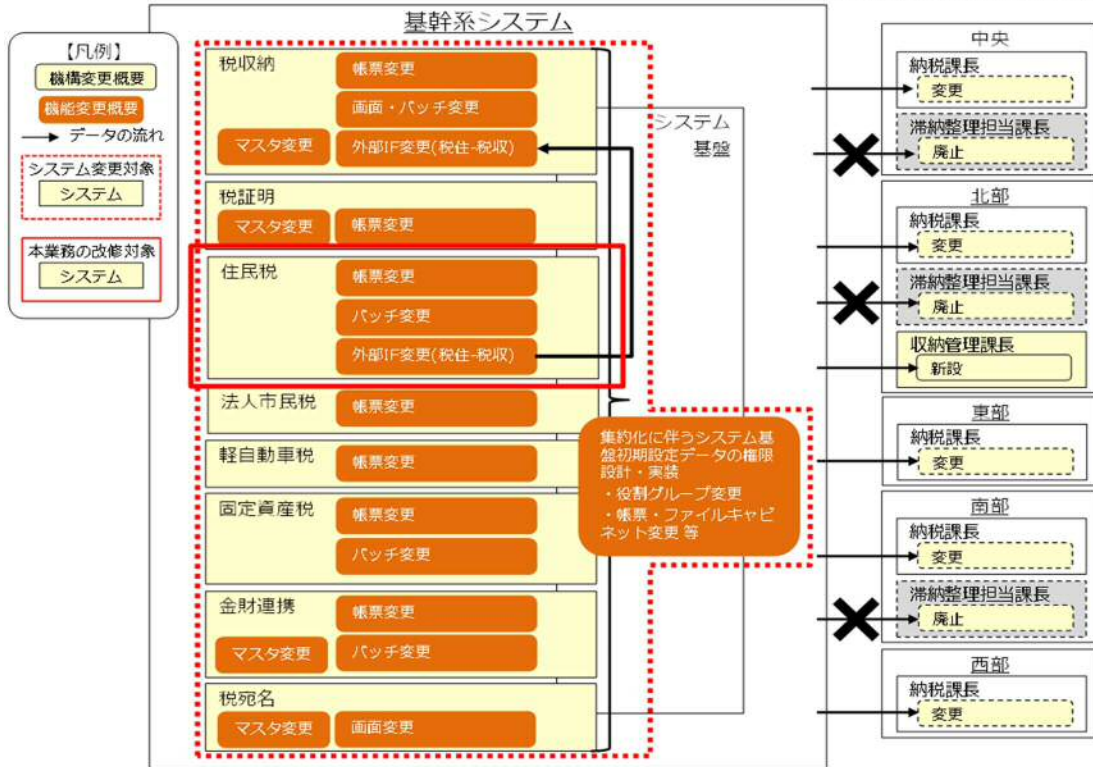 基幹系システム
【凡例】
機構変更概要
機能変更概要
データの流れ
システム変更対象
システム
本業務の改修対象
システム
税収納
帳票変更
画面・バッチ変更
マスタ変更
外部IF変更(税住-税収)
税証明
マスタ変更
帳票変更
住民税
帳票変更
バッチ変更
外部IF変更(税住-税収)
法人市民税
帳票変更
軽自動車税
帳票変更
固定資産税
帳票変更
バッチ変更
金財連携
帳票変更
マスタ変更
バッチ変更
税宛名
マスタ変更
画面変更
システム
基盤
集約化に伴うシステム基
盤初期設定データの権限
設計・実装
・役割グループ変更
・帳票・ファイルキャビ
ネット変更 等
中央
納税課長
変更
滞納整理担当課長
廃止
北部
納税課長
変更
滞納整理担当課長
廃止
収納管理課長
新設
東部
納税課長
変更
南部
納税課長
変更
滞納整理担当課長
廃止
西部
納税課長
変更